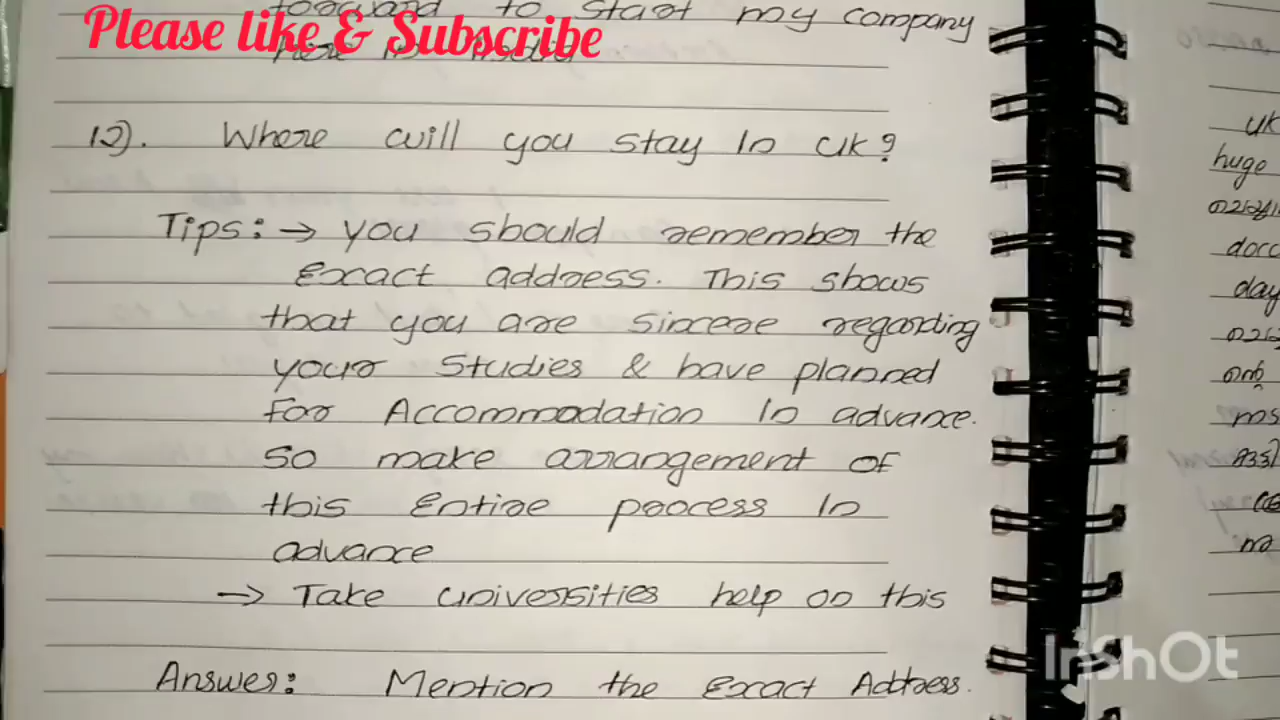 forward to start my company
Please like & Subscribe
here in India
12). Where will you stay In UK?
Tips: → you should remember the
Exact address. This shows
that you are sincere regarding
your Studies & have planned
For Accommodation In advance.
So make arrangement of
this Entire process In
advance
→ Take universities help on this
Answer: Mention the Exact Address.
UK
huge
day
InShOt